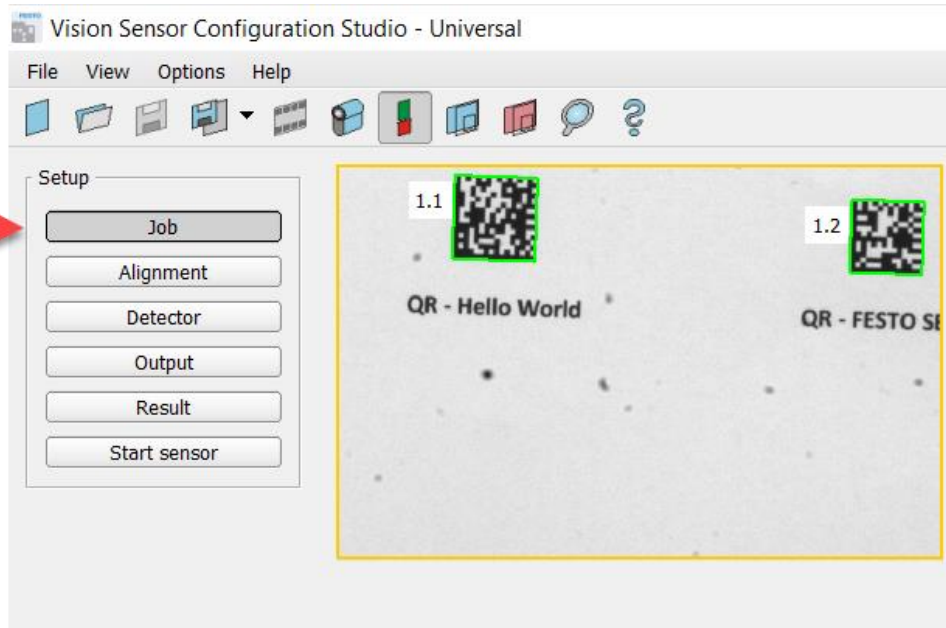 FESTO
Vision Sensor Configuration Studio - Universal
File View Options Help
Setup
Job
Alignment
Detector
Output
Result
Start sensor
1.1
1.2
QR - Hello World
QR - FESTO